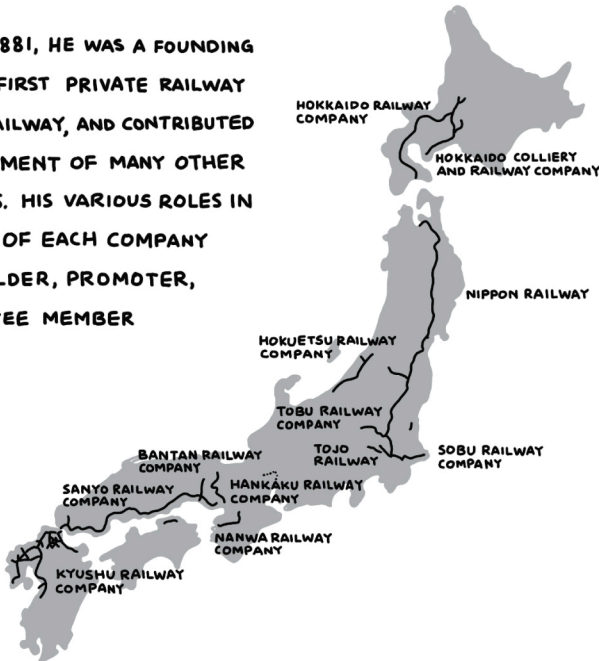 881, HE WAS A FOUNDING
FIRST PRIVATE RAILWAY
AILWAY, AND CONTRIBUTED
MENT OF MANY OTHER
S. HIS VARIOUS ROLES IN
OF EACH COMPANY
LDER, PROMOTER,
TEE MEMBER
HOKKAIDO RAILWAY
COMPANY
HOKKAIDO COLLIERY
AND RAILWAY COMPANY
NIPPON RAILWAY
HOKUETSU RAILWAY
COMPANY
TOBU RAILWAY
COMPANY
TOJO
RAILWAY
SOBU RAILWAY
COMPANY
BANTAN RAILWAY
COMPANY
HANKAKU RAILWAY
COMPANY
SANYO RAILWAY
COMPANY
NANWA RAILWAY
COMPANY
KYUSHU RAILWAY
COMPANY